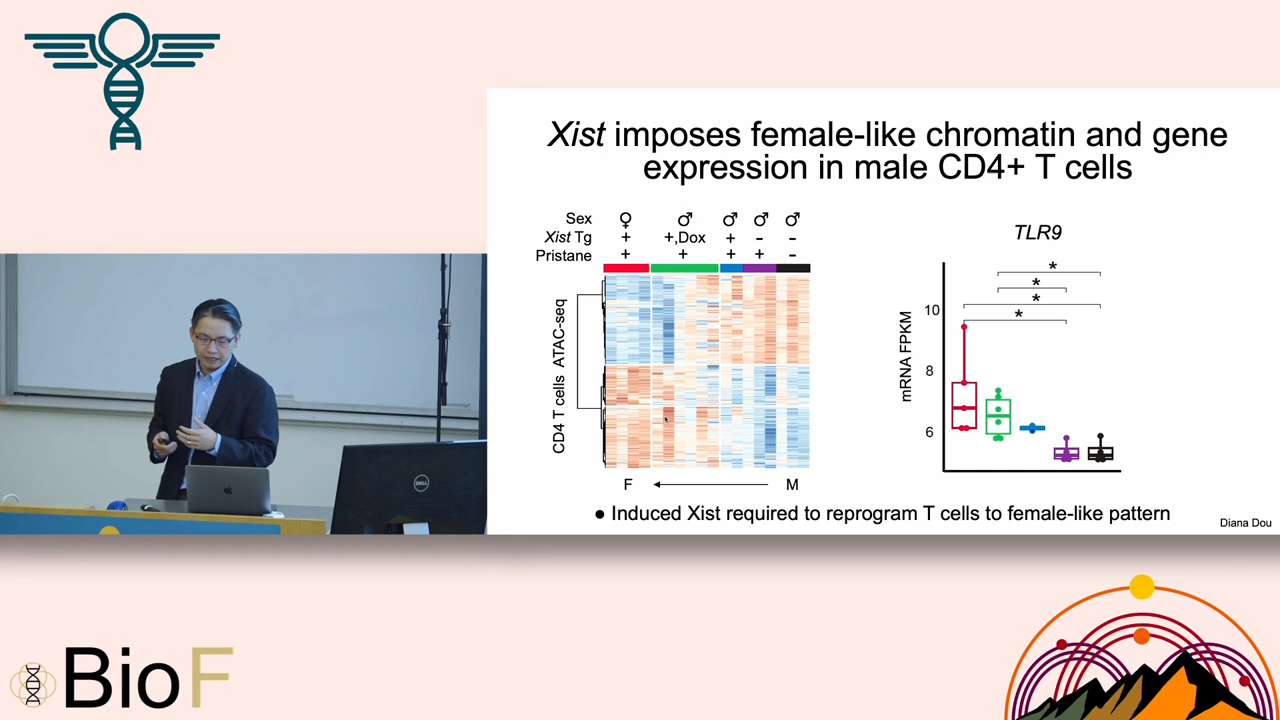 Xist imposes female-like chromatin and gene
expression in male CD4+ T cells
Sex ♀ ♂ ♂ ♂ ♂
Xist Tg + +,Dox + - -
Pristane + + + + -
CD4 T cells ATAC-seq
F M
TLR9
mRNA FPKM
10
8
6
* 
*
*
*
● Induced Xist required to reprogram T cells to female-like pattern
Diana Dou
DELL
BioF